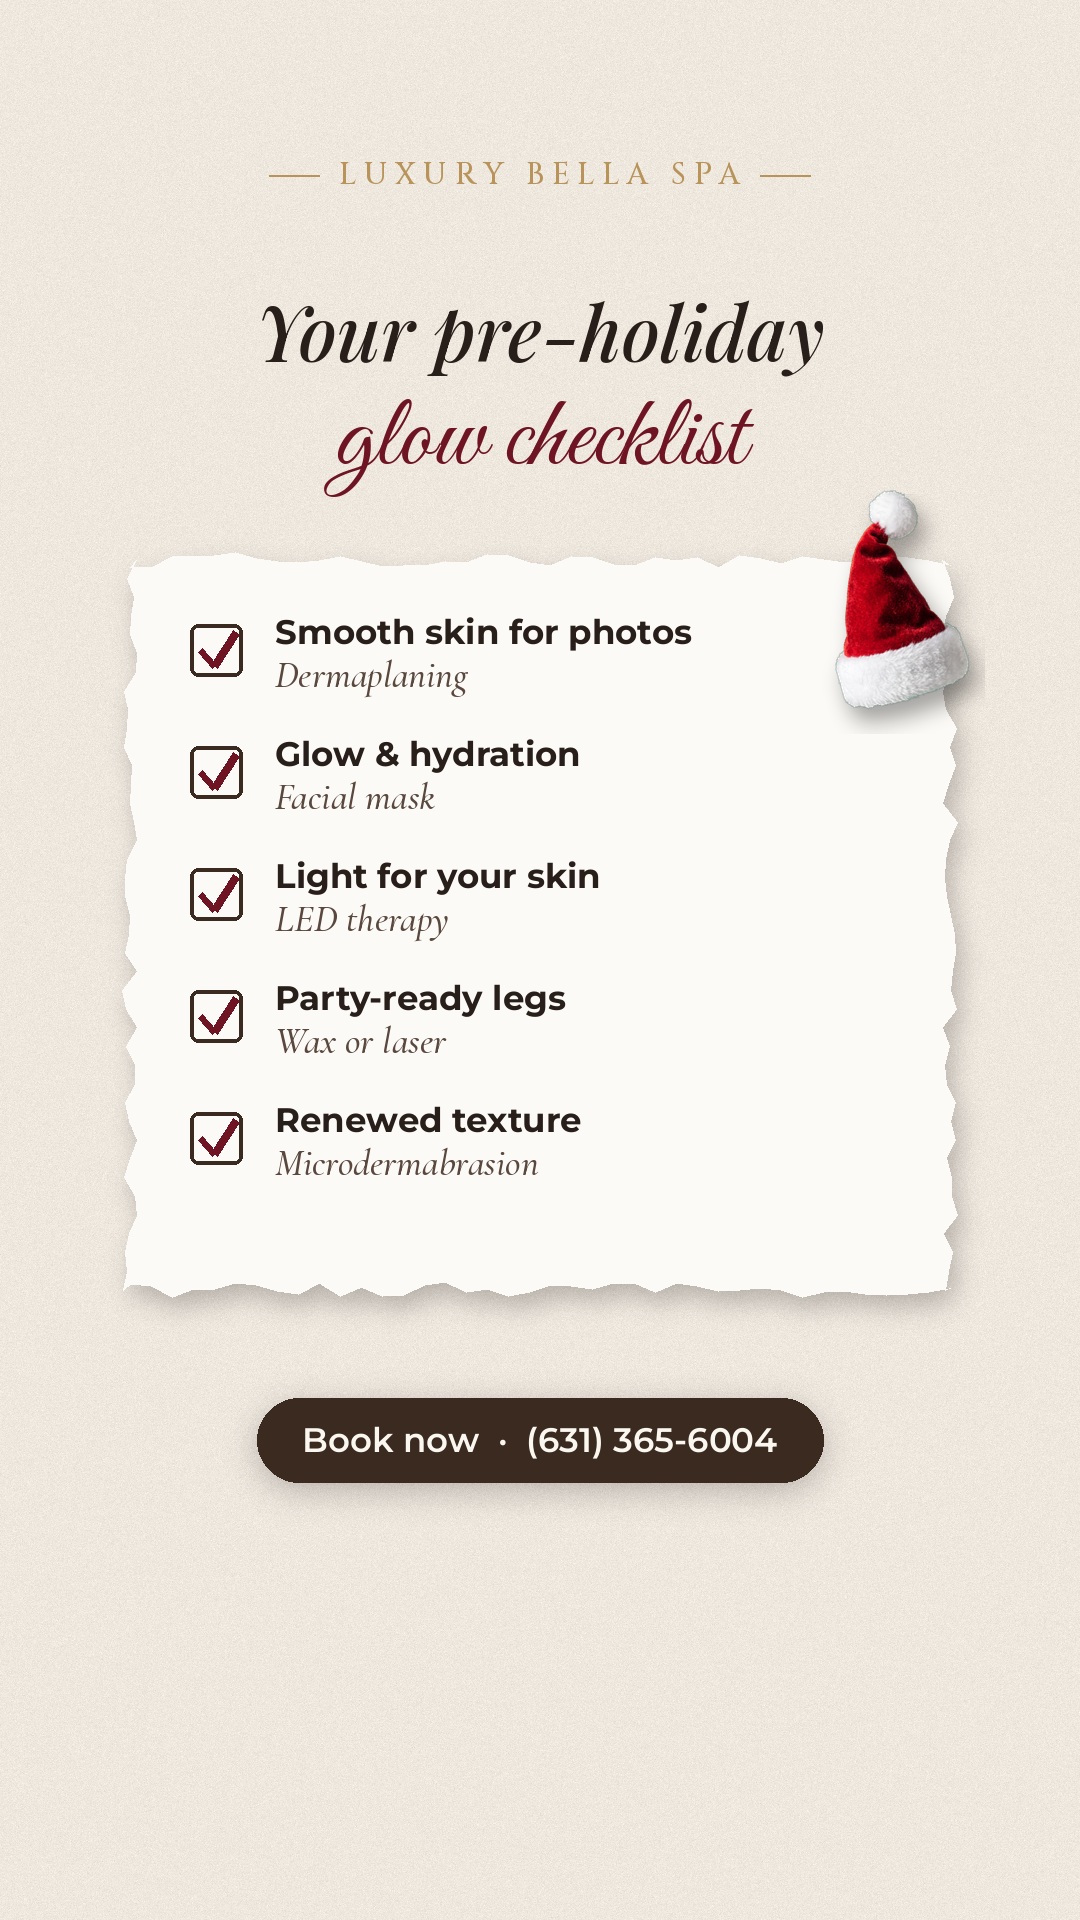 LUXURY BELLA SPA
Your pre-holiday
glow checklist
Smooth skin for photos
Dermaplaning
Glow & hydration
Facial mask
Light for your skin
LED therapy
Party-ready legs
Wax or laser
Renewed texture
Microdermabrasion
Book now · (631) 365-6004